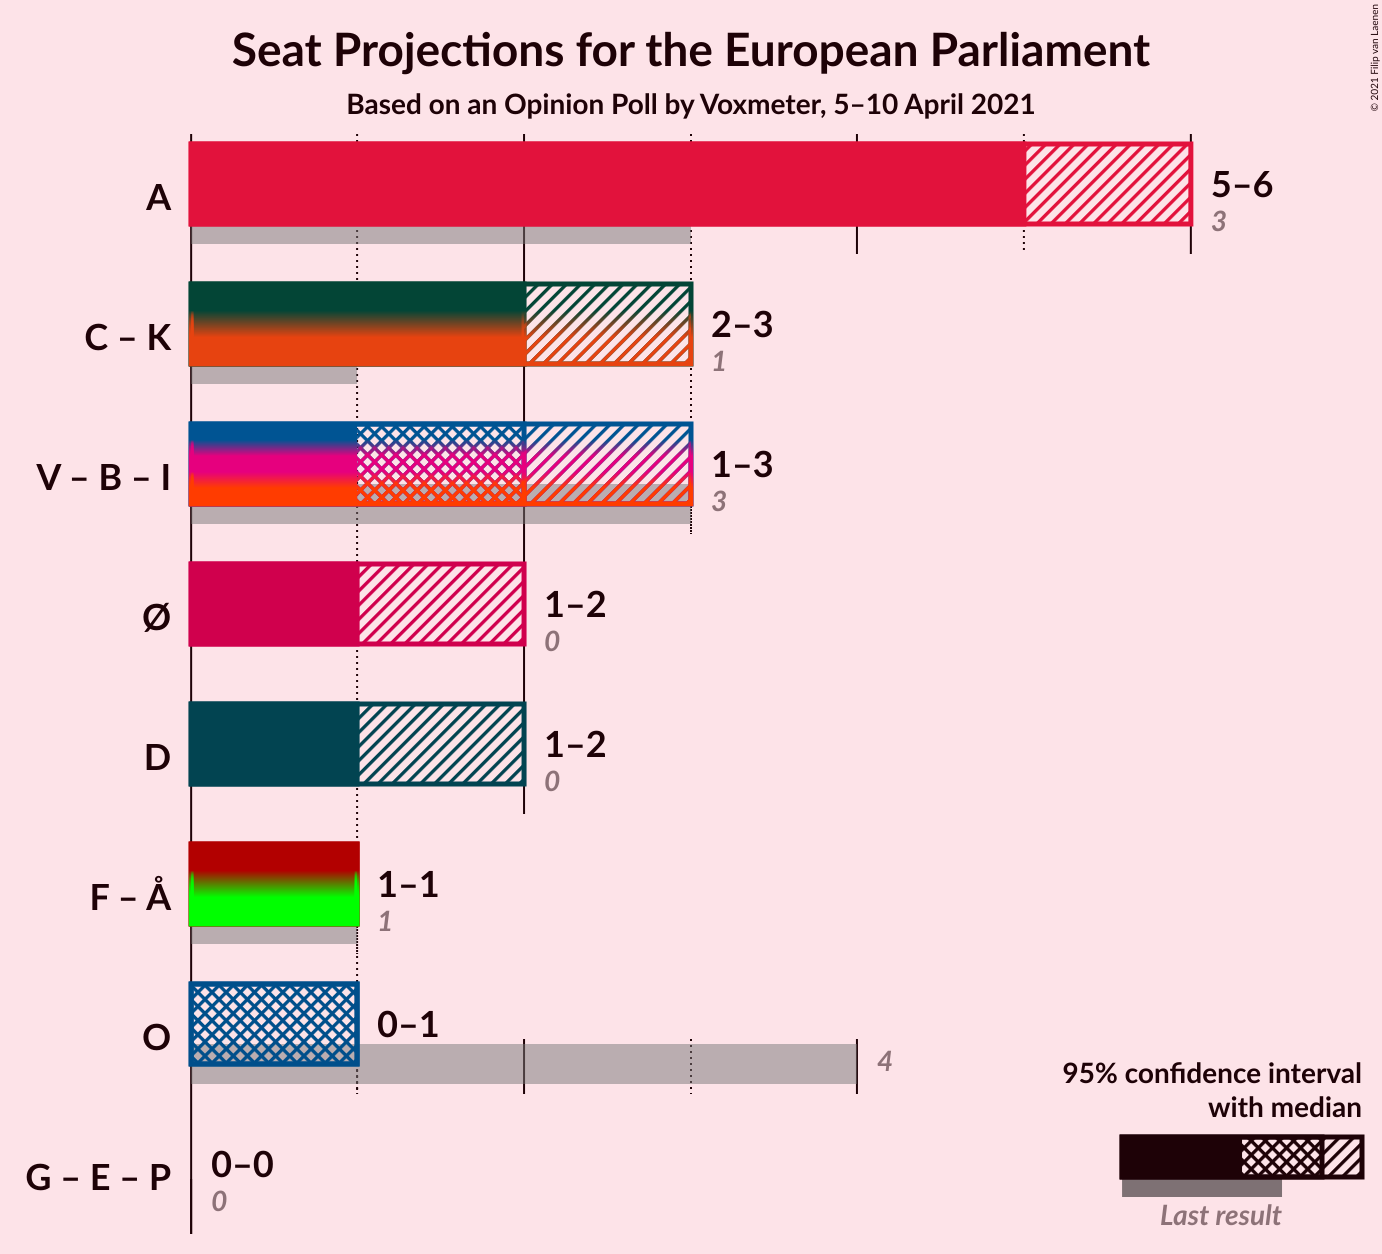 Seat Projections for the European Parliament
Based on an Opinion Poll by Voxmeter, 5–10 April 2021
© 2021 Filip van Laenen
A
5–6
3
C – K
2–3
1
V – B – I
1–3
3
Ø
1–2
0
D
1–2
0
F – Å
1–1
1
O
0–1
4
G – E – P
0–0
0
95% confidence interval
with median
Last result